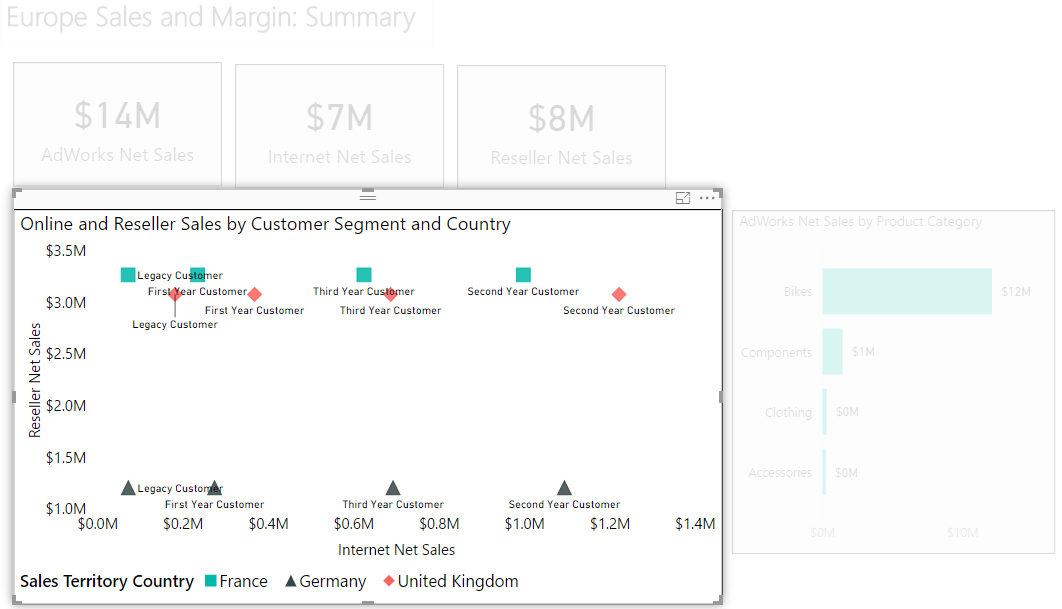 Europe Sales and Margin: Summary
$14M
AdWorks Net Sales
$7M
Internet Net Sales
$8M
Reseller Net Sales
Online and Reseller Sales by Customer Segment and Country
$3.5M
$3.0M
$2.5M
$2.0M
$1.5M
$1.0M
Reseller Net Sales
Legacy Customer
First Year Customer
Third Year Customer
Second Year Customer
First Year Customer
Third Year Customer
Second Year Customer
Legacy Customer
Legacy Customer
First Year Customer
Third Year Customer
Second Year Customer
$0.0M $0.2M $0.4M $0.6M $0.8M $1.0M $1.2M $1.4M
Internet Net Sales
Sales Territory Country France Germany United Kingdom
AdWorks Net Sales by Product Category
Bikes $12M
Components $1M
Clothing $0M
Accessories $0M
$0M $10M